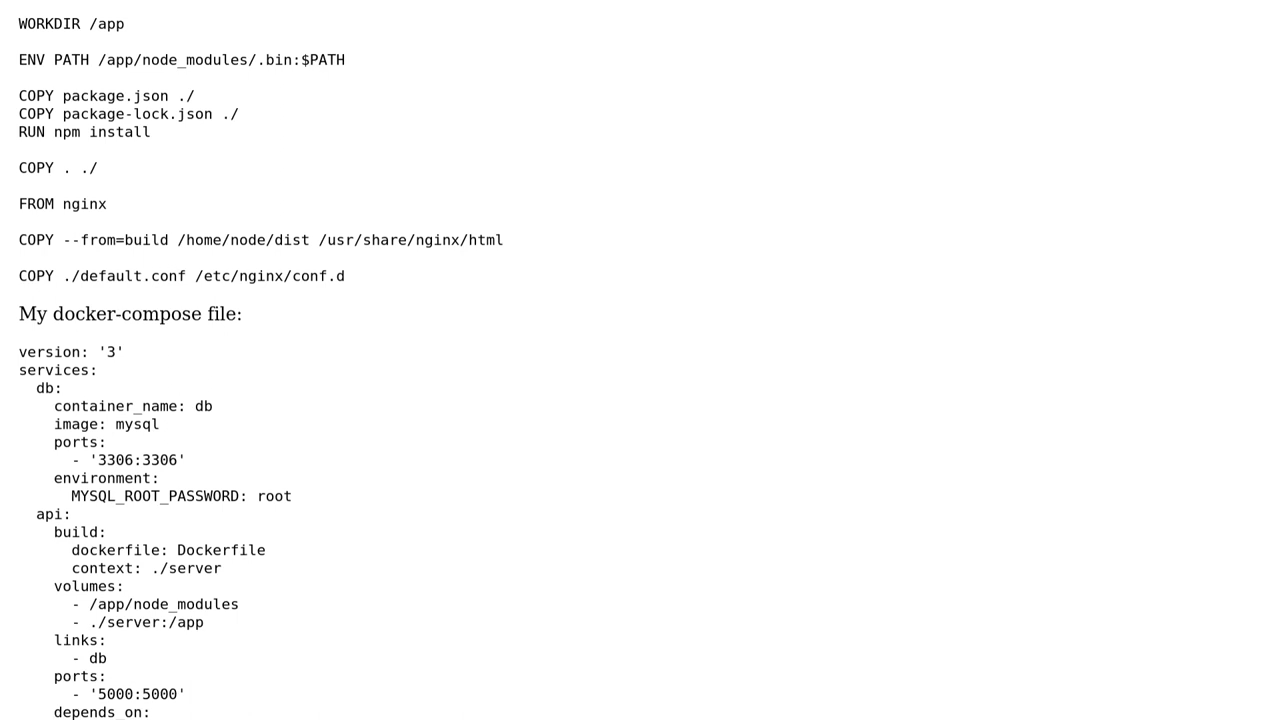 WORKDIR /app
ENV PATH /app/node_modules/.bin:$PATH
COPY package.json ./
COPY package-lock.json ./
RUN npm install
COPY . ./
FROM nginx
COPY --from=build /home/node/dist /usr/share/nginx/html
COPY ./default.conf /etc/nginx/conf.d
My docker-compose file:
version: '3'
services:
  db:
    container_name: db
    image: mysql
    ports:
      - '3306:3306'
    environment:
      MYSQL_ROOT_PASSWORD: root
  api:
    build:
      dockerfile: Dockerfile
      context: ./server
    volumes:
      - /app/node_modules
      - ./server:/app
    links:
      - db
    ports:
      - '5000:5000'
    depends_on: